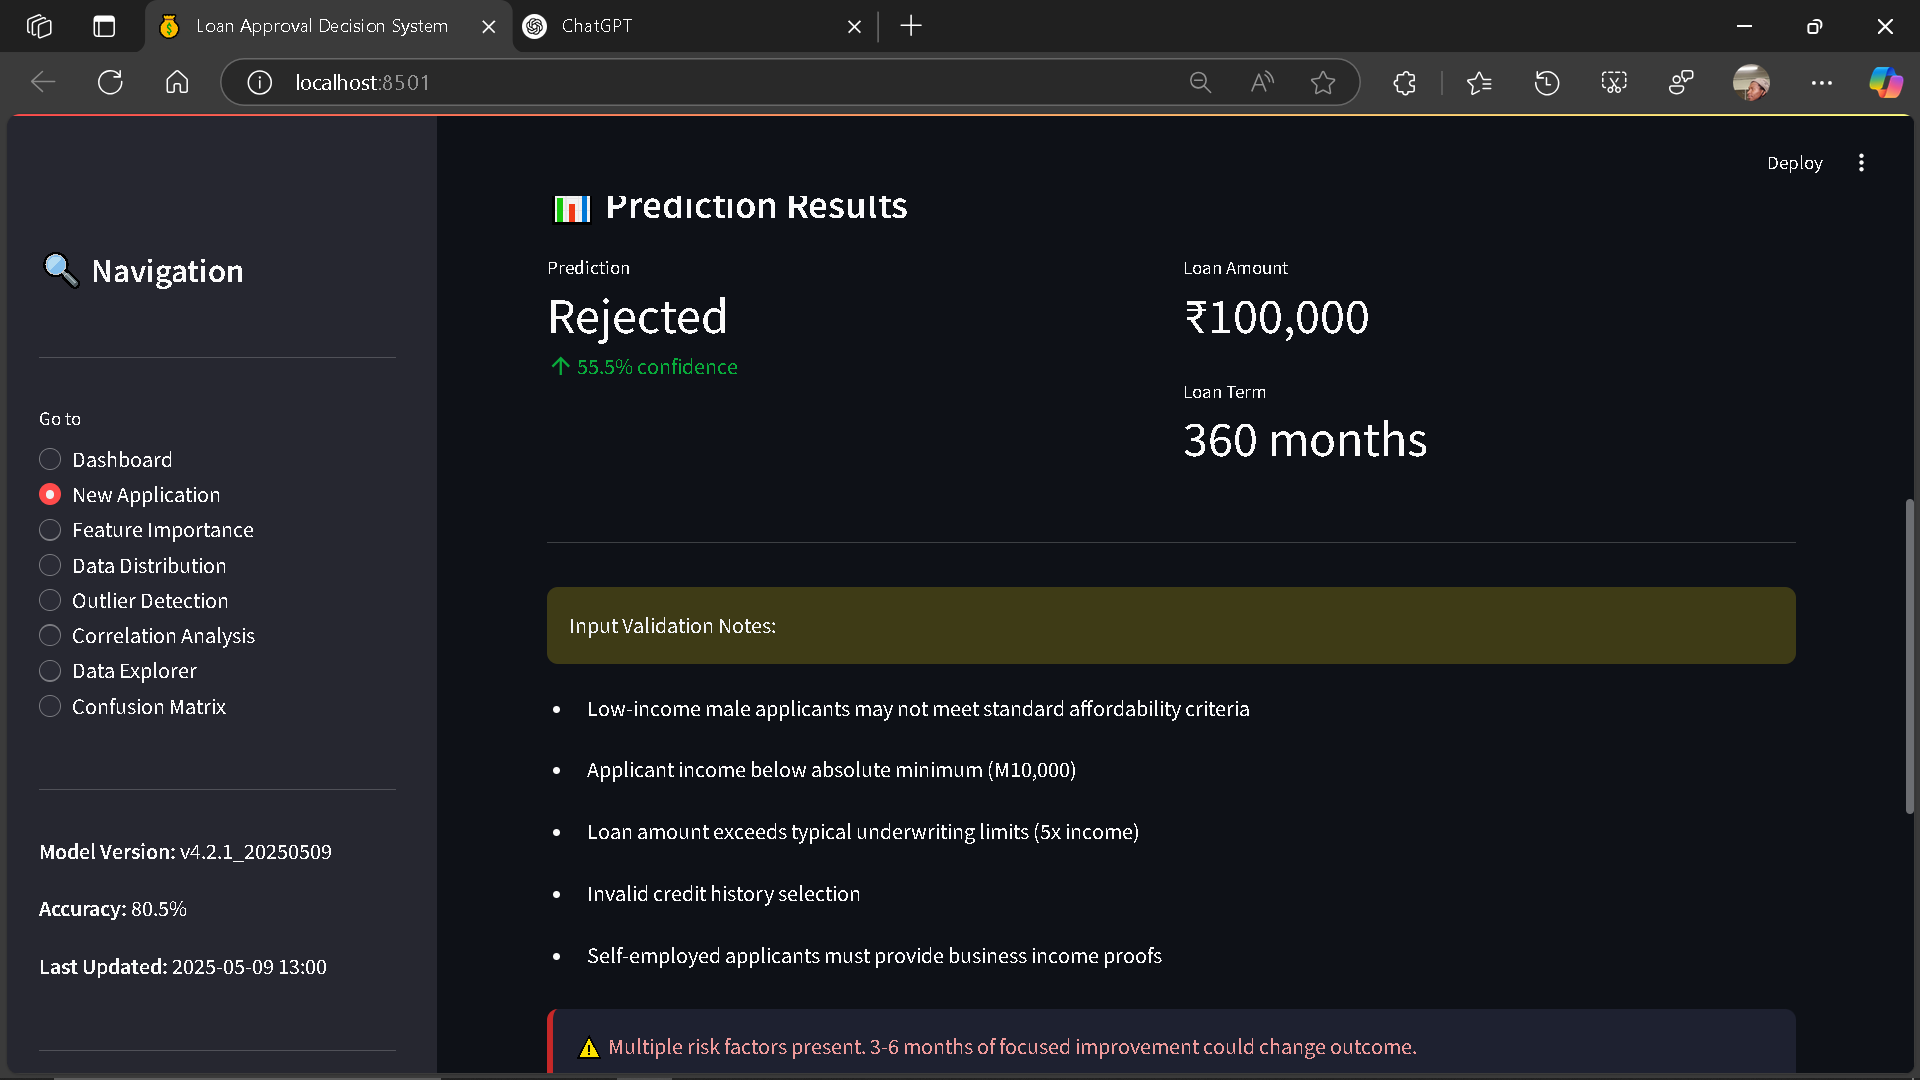 Loan Approval Decision System
ChatGPT
localhost:8501
Deploy
Navigation
Go to
Dashboard
New Application
Feature Importance
Data Distribution
Outlier Detection
Correlation Analysis
Data Explorer
Confusion Matrix
Model Version: v4.2.1_20250509
Accuracy: 80.5%
Last Updated: 2025-05-09 13:00
Prediction Results
Prediction
Rejected
↑ 55.5% confidence
Loan Amount
₹100,000
Loan Term
360 months
Input Validation Notes:
• Low-income male applicants may not meet standard affordability criteria
• Applicant income below absolute minimum (M10,000)
• Loan amount exceeds typical underwriting limits (5x income)
• Invalid credit history selection
• Self-employed applicants must provide business income proofs
⚠ Multiple risk factors present. 3-6 months of focused improvement could change outcome.